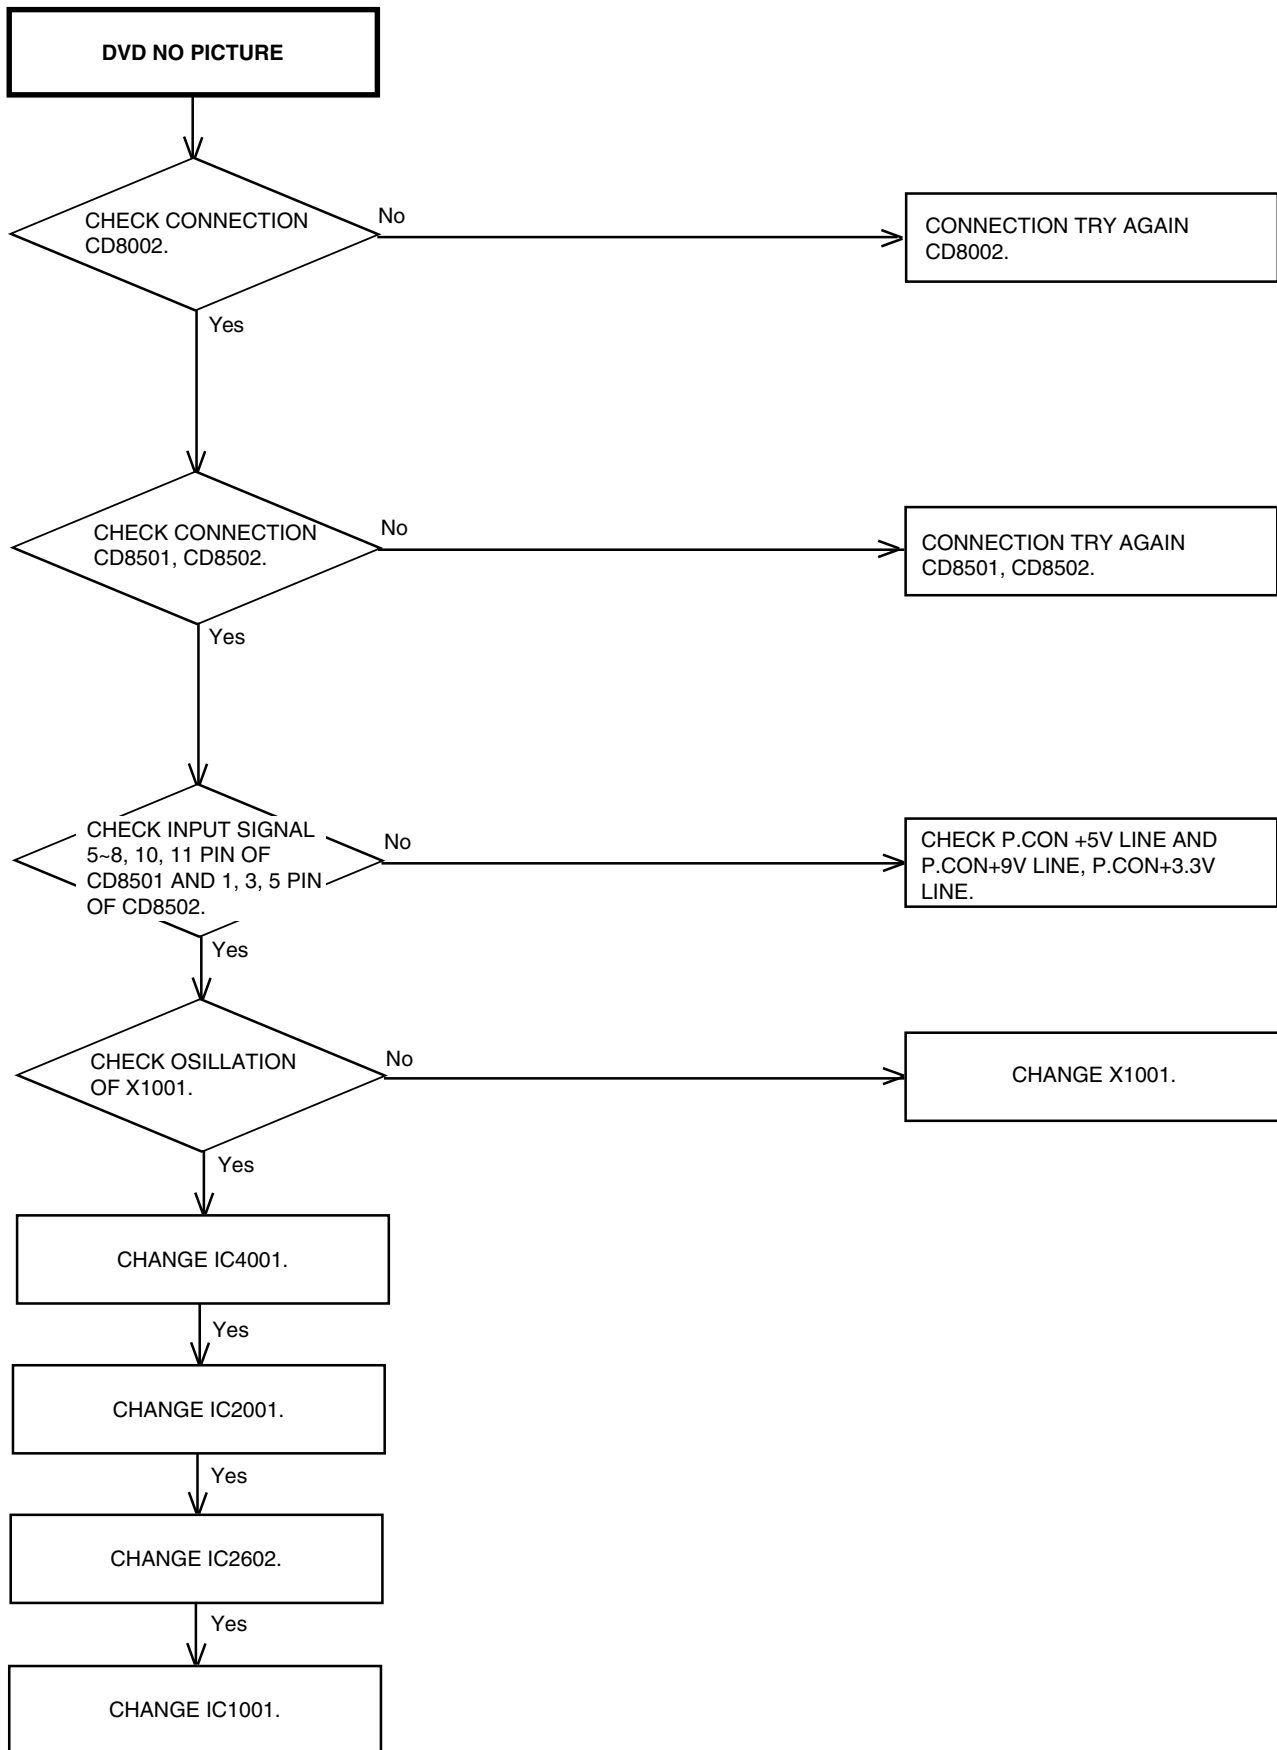 DVD NO PICTURE
CHECK CONNECTION
CD8002.
No
CONNECTION TRY AGAIN
CD8002.
Yes
CHECK CONNECTION
CD8501, CD8502.
No
CONNECTION TRY AGAIN
CD8501, CD8502.
Yes
CHECK INPUT SIGNAL
5~8, 10, 11 PIN OF
CD8501 AND 1, 3, 5 PIN
OF CD8502.
No
CHECK P.CON +5V LINE AND
P.CON+9V LINE, P.CON+3.3V
LINE.
Yes
CHECK OSILLATION
OF X1001.
No
CHANGE X1001.
Yes
CHANGE IC4001.
Yes
CHANGE IC2001.
Yes
CHANGE IC2602.
Yes
CHANGE IC1001.